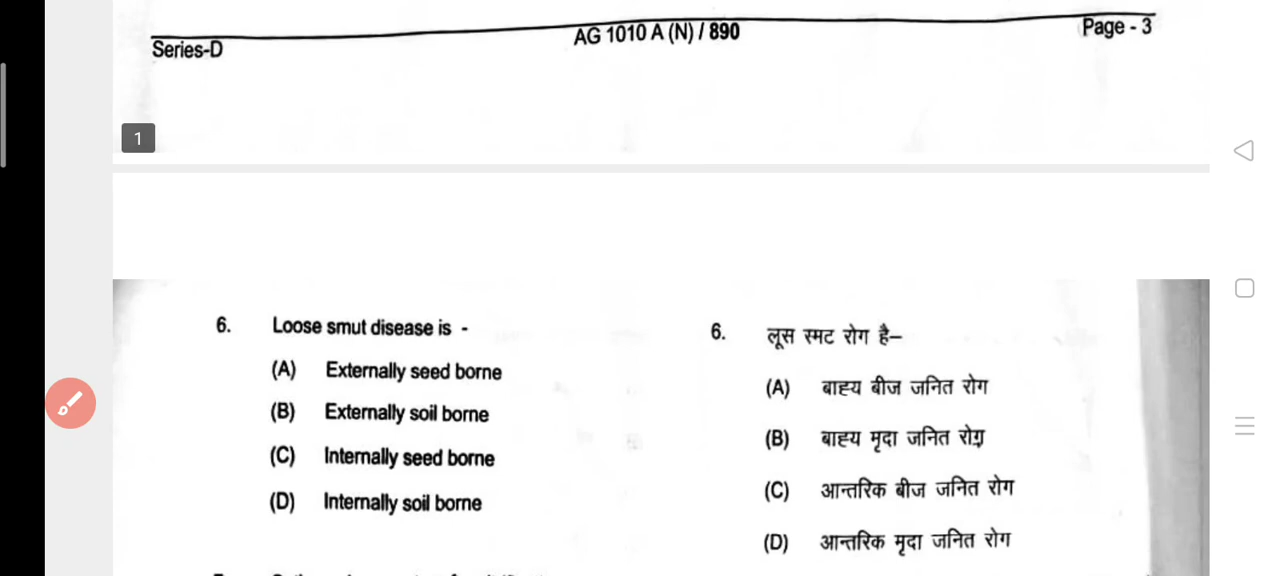 Series-D
AG 1010 A (N) / 890
Page - 3
1
6. Loose smut disease is -
(A) Externally seed borne
(B) Externally soil borne
(C) Internally seed borne
(D) Internally soil borne
6. लूस स्मट रोग है–
(A) बाह्य बीज जनित रोग
(B) बाह्य मृदा जनित रोग
(C) आन्तरिक बीज जनित रोग
(D) आन्तरिक मृदा जनित रोग